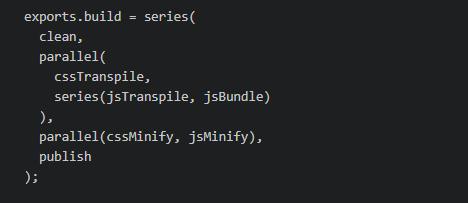 exports.build = series(
  clean,
  parallel(
    cssTranspile,
    series(jsTranspile, jsBundle)
  ),
  parallel(cssMinify, jsMinify),
  publish
);